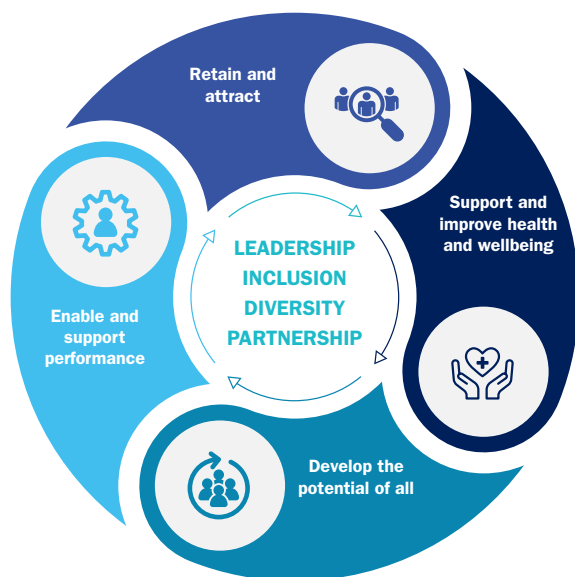 Retain and
attract
Support and
improve health
and wellbeing
LEADERSHIP
INCLUSION
DIVERSITY
PARTNERSHIP
Enable and
support
performance
Develop the
potential of all